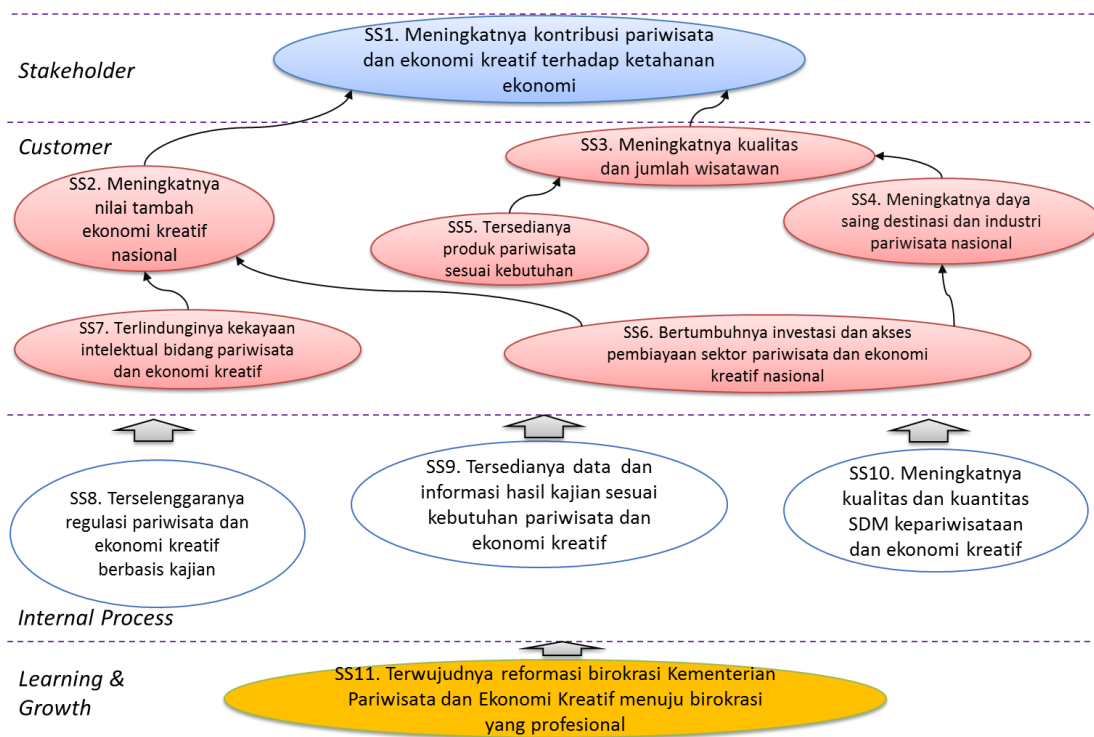 SS1. Meningkatnya kontribusi pariwisata
dan ekonomi kreatif terhadap ketahanan
ekonomi
Stakeholder
Customer
SS3. Meningkatnya kualitas
dan jumlah wisatawan
SS2. Meningkatnya
nilai tambah
ekonomi kreatif
nasional
SS5. Tersedianya
produk pariwisata
sesuai kebutuhan
SS4. Meningkatnya daya
saing destinasi dan industri
pariwisata nasional
SS7. Terlindunginya kekayaan
intelektual bidang pariwisata
dan ekonomi kreatif
SS6. Bertumbuhnya investasi dan akses
pembiayaan sektor pariwisata dan ekonomi
kreatif nasional
SS8. Terselenggaranya
regulasi pariwisata dan
ekonomi kreatif
berbasis kajian
SS9. Tersedianya data dan
informasi hasil kajian sesuai
kebutuhan pariwisata dan
ekonomi kreatif
SS10. Meningkatnya
kualitas dan kuantitas
SDM kepariwisataan
dan ekonomi kreatif
Internal Process
Learning &
Growth
SS11. Terwujudnya reformasi birokrasi Kementerian
Pariwisata dan Ekonomi Kreatif menuju birokrasi
yang profesional